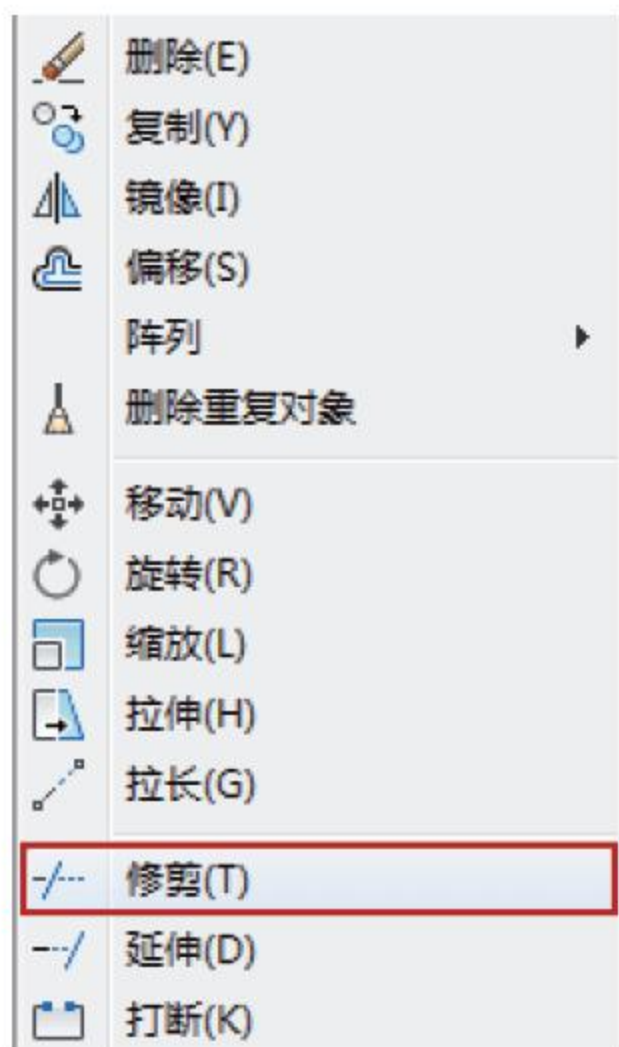 删除(E)
复制(Y)
镜像(I)
偏移(S)
阵列
删除重复对象
移动(V)
旋转(R)
缩放(L)
拉伸(H)
拉长(G)
修剪(T)
延伸(D)
打断(K)